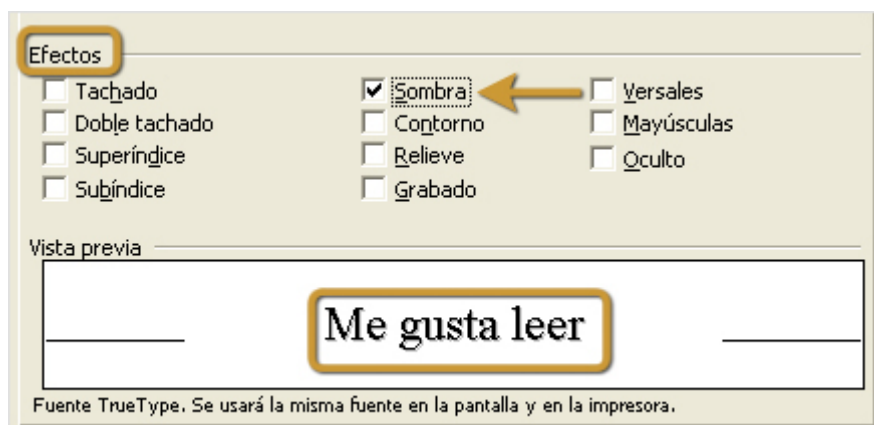 Efectos
Tachado
Sombra
Versales
Doble tachado
Contorno
Mayúsculas
Superíndice
Relieve
Oculto
Subíndice
Grabado
Vista previa
Me gusta leer
Fuente TrueType. Se usará la misma fuente en la pantalla y en la impresora.